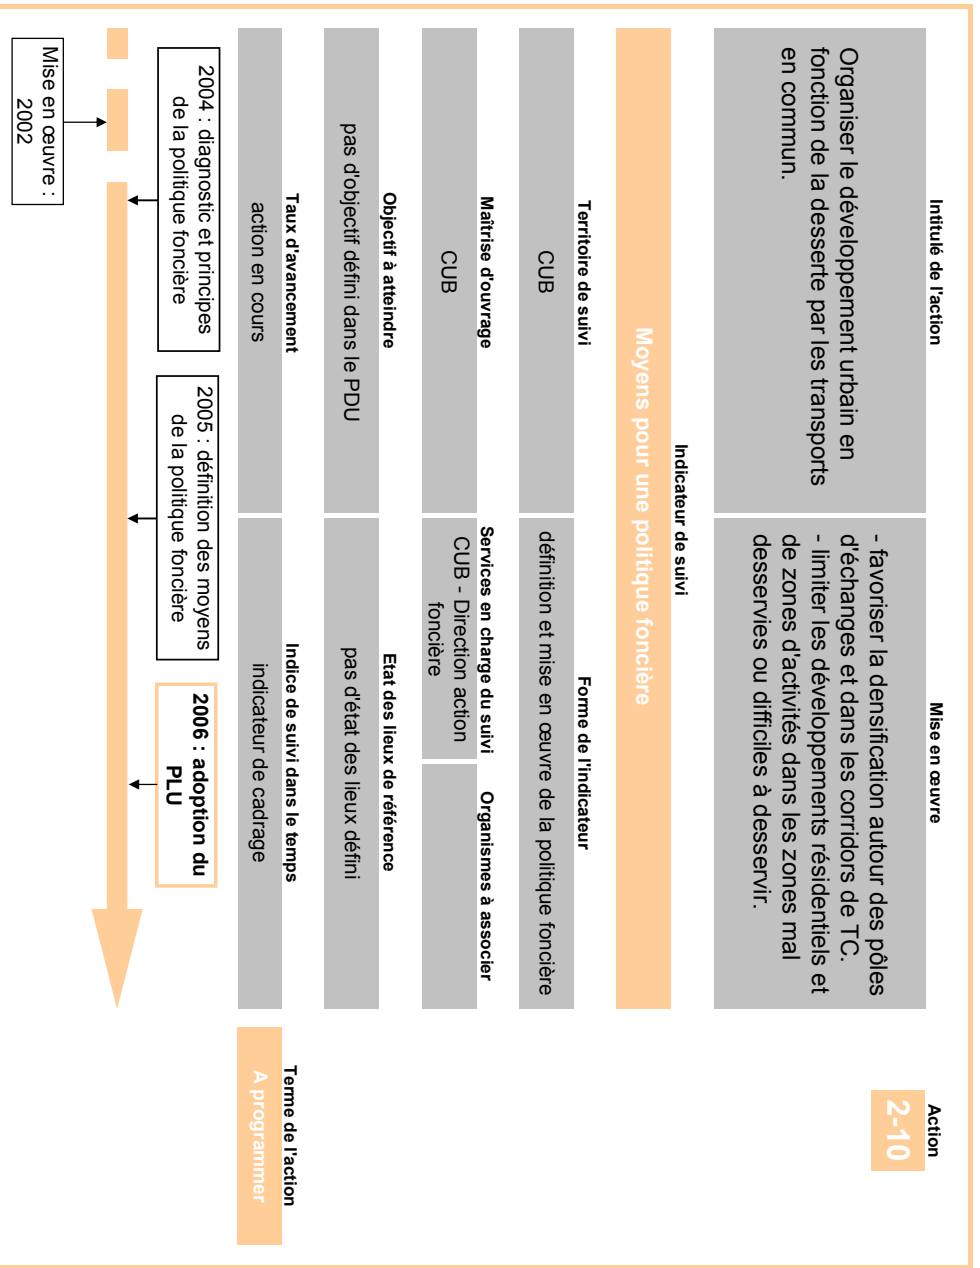 Action
2-10
Intitulé de l'action
Organiser le développement urbain en
fonction de la desserte par les transports
en commun.
Mise en œuvre
- favoriser la densification autour des pôles
d'échanges et dans les corridors de TC.
- limiter les développements résidentiels et
de zones d'activités dans les zones mal
desservies ou difficiles à desservir.
Indicateur de suivi
Moyens pour une politique foncière
Territoire de suivi
CUB
Forme de l'indicateur
définition et mise en œuvre de la politique foncière
Maîtrise d'ouvrage
CUB
Services en charge du suivi
CUB - Direction action
foncière
Organismes à associer
Objectif à atteindre
pas d'objectif défini dans le PDU
Etat des lieux de référence
pas d'état des lieux défini
Taux d'avancement
action en cours
Indice de suivi dans le temps
indicateur de cadrage
Terme de l'action
A programmer
2004 : diagnostic et principes
de la politique foncière
2005 : définition des moyens
de la politique foncière
2006 : adoption du
PLU
Mise en œuvre :
2002